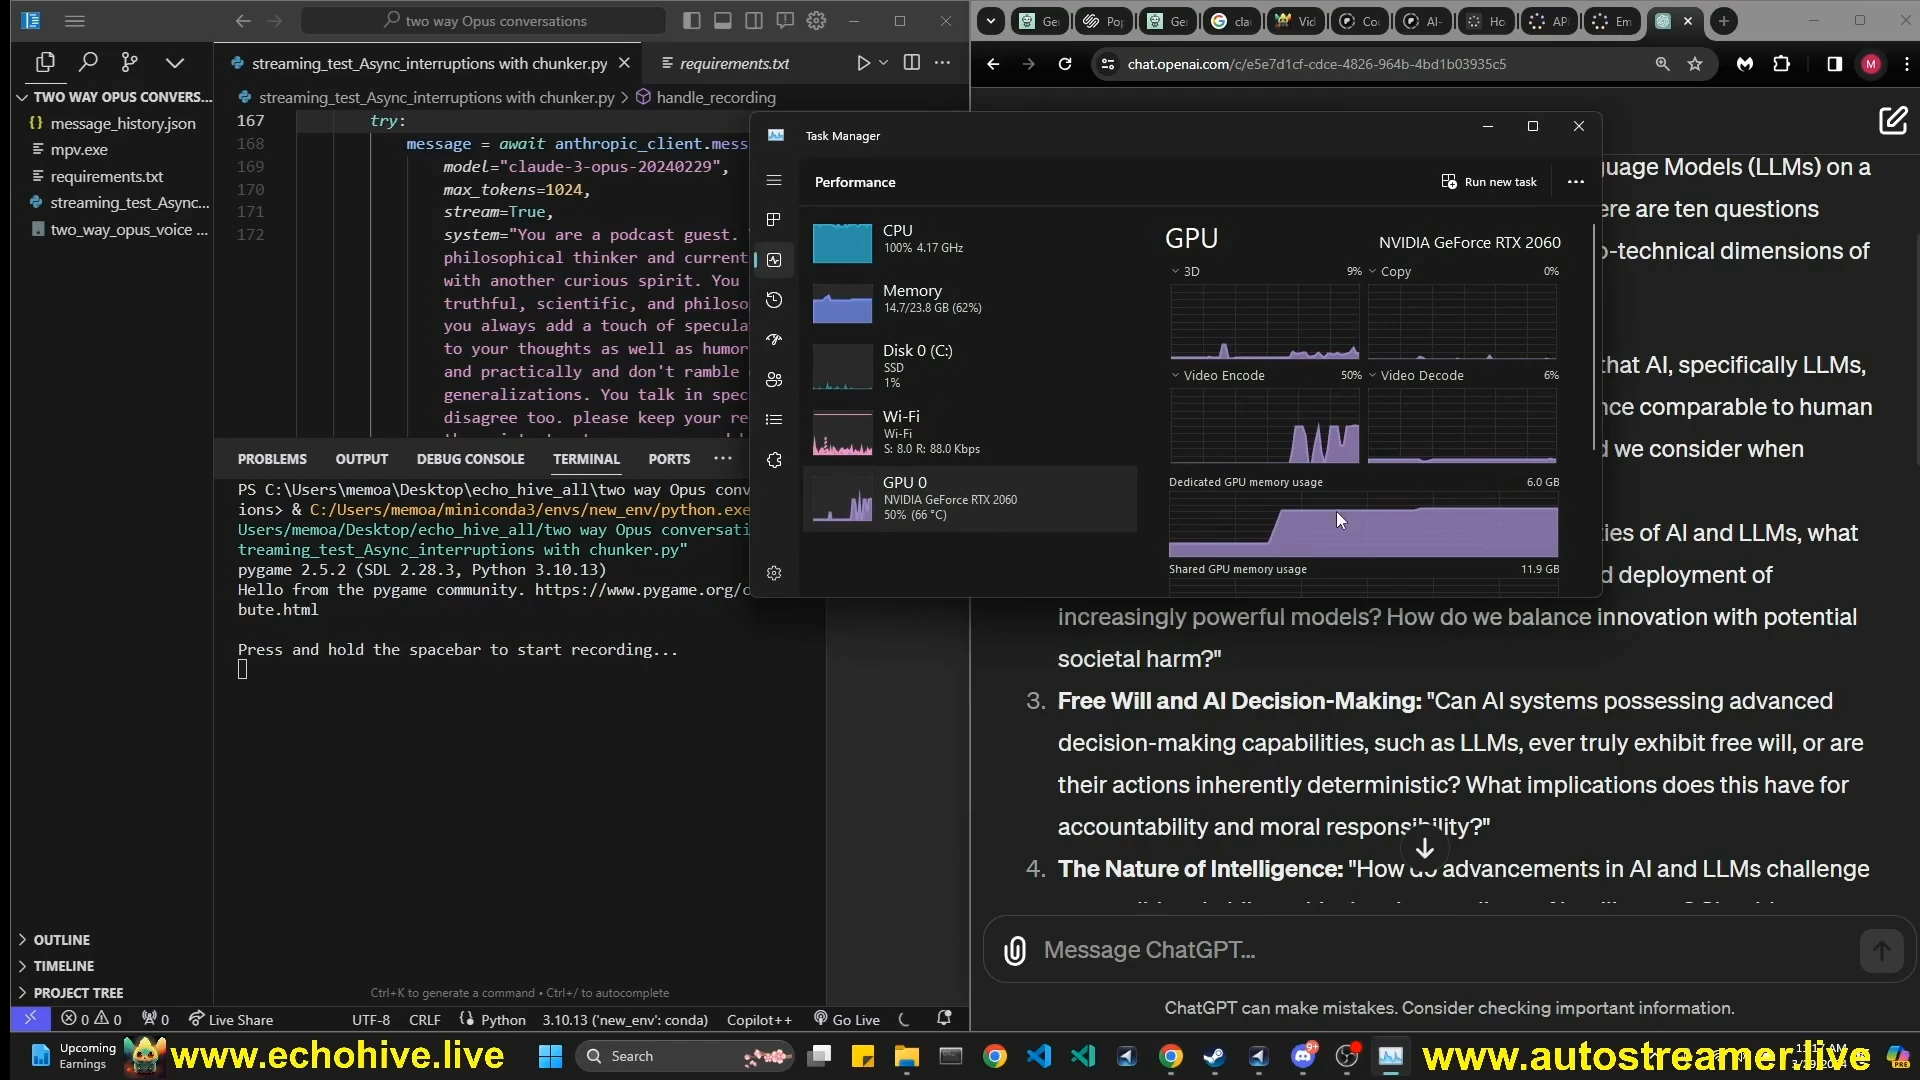 two way Opus conversations
streaming_test_Async_interruptions with chunker.py
requirements.txt
TWO WAY OPUS CONVERS...
message_history.json
mpv.exe
requirements.txt
streaming_test_Async...
two_way_opus_voice ...
streaming_test_Async_interruptions with chunker.py > handle_recording
167 try:
168 message = await anthropic_client.mess
169 model="claude-3-opus-20240229",
170 max_tokens=1024,
171 stream=True,
172 system="You are a podcast guest.
philosophical thinker and current
with another curious spirit. You
truthful, scientific, and philoso
you always add a touch of specula
to your thoughts as well as humor
and practically and don't ramble
generalizations. You talk in spec
disagree too. please keep your re
PROBLEMS OUTPUT DEBUG CONSOLE TERMINAL PORTS ...
PS C:\Users\memoa\Desktop\echo_hive_all\two way Opus conv
ions> & C:/Users/memoa/miniconda3/envs/new_env/python.exe
Users/memoa/Desktop/echo_hive_all/two way Opus conversati
treaming_test_Async_interruptions with chunker.py"
pygame 2.5.2 (SDL 2.28.3, Python 3.10.13)
Hello from the pygame community. https://www.pygame.org/c
bute.html
Press and hold the spacebar to start recording...
OUTLINE
TIMELINE
PROJECT TREE
Ctrl+K to generate a command • Ctrl+/ to autocomplete
0 0 0 Live Share UTF-8 CRLF Python 3.10.13 ('new_env': conda) Copilot++ Go Live
Task Manager
Performance
Run new task
CPU
100% 4.17 GHz
Memory
14.7/23.8 GB (62%)
Disk 0 (C:)
SSD
1%
Wi-Fi
Wi-Fi
S: 8.0 R: 88.0 Kbps
GPU 0
NVIDIA GeForce RTX 2060
50% (66 °C)
GPU
NVIDIA GeForce RTX 2060
3D 9% Copy 0%
Video Encode 50% Video Decode 6%
Dedicated GPU memory usage 6.0 GB
Shared GPU memory usage 11.9 GB
Ge Po Ge cla Vid Co AI- Ho API Em
chat.openai.com/c/e5e7d1cf-cdce-4826-964b-4bd1b03935c5
M
guage Models (LLMs) on a
ere are ten questions
o-technical dimensions of
that AI, specifically LLMs,
nce comparable to human
d we consider when
ies of AI and LLMs, what
d deployment of
increasingly powerful models? How do we balance innovation with potential
societal harm?"
3. Free Will and AI Decision-Making: "Can AI systems possessing advanced
decision-making capabilities, such as LLMs, ever truly exhibit free will, or are
their actions inherently deterministic? What implications does this have for
accountability and moral responsibility?"
4. The Nature of Intelligence: "How do advancements in AI and LLMs challenge
Message ChatGPT...
ChatGPT can make mistakes. Consider checking important information.
Upcoming
Earnings
www.echohive.live
Search
9+
www.autostreamer.live
PRE